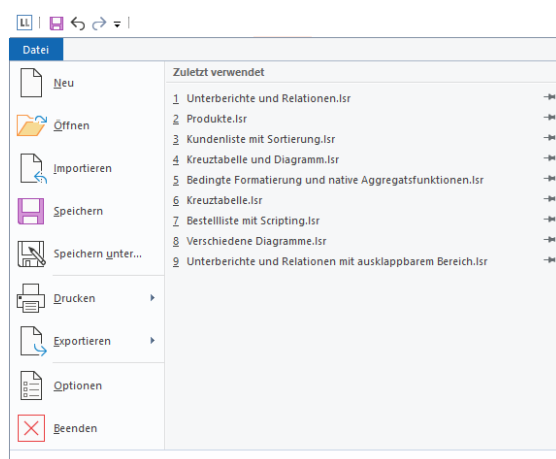 LL
Datei
Neu
Öffnen
Importieren
Speichern
Speichern unter...
Drucken
Exportieren
Optionen
Beenden
Zuletzt verwendet
1 Unterberichte und Relationen.lsr
2 Produkte.lsr
3 Kundenliste mit Sortierung.lsr
4 Kreuztabelle und Diagramm.lsr
5 Bedingte Formatierung und native Aggregatsfunktionen.lsr
6 Kreuztabelle.lsr
7 Bestellliste mit Scripting.lsr
8 Verschiedene Diagramme.lsr
9 Unterberichte und Relationen mit ausklappbarem Bereich.lsr